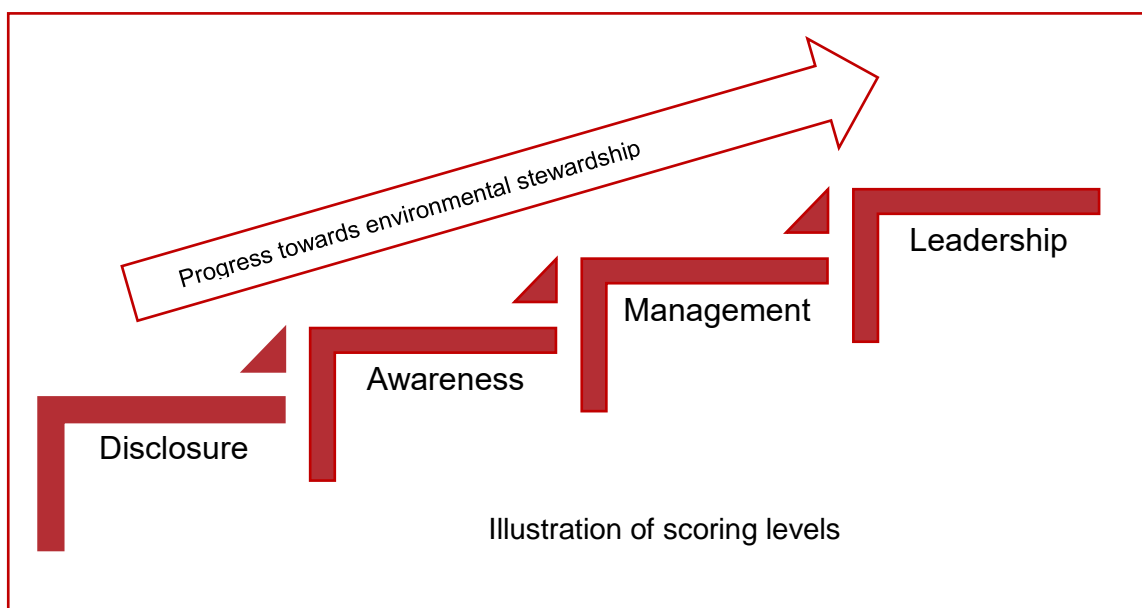 Progress towards environmental stewardship
Leadership
Management
Awareness
Disclosure
Illustration of scoring levels